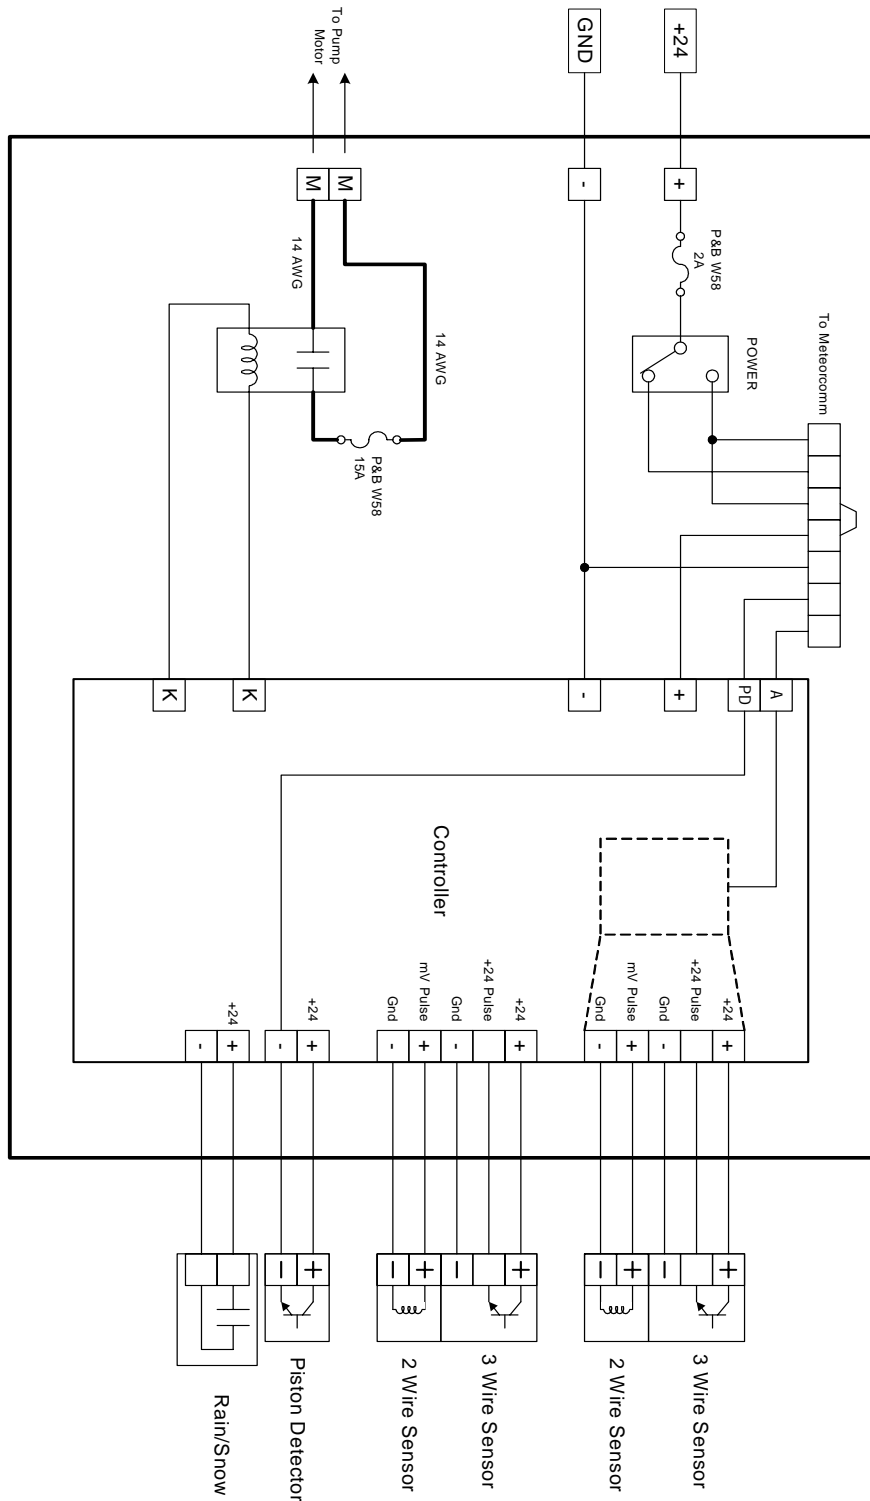 +24
GND
To Pump
Motor
+
-
M
M
P&B W58
2A
POWER
To Meteorcomm
14 AWG
14 AWG
P&B W58
15A
A
PD
+
-
K
K
Controller
+24
+24 Pulse
Gnd
mV Pulse
Gnd
+24
+24 Pulse
Gnd
mV Pulse
Gnd
+24
+24
+
-
+
-
+
-
+
-
+
-
+
-
+
-
+
-
+
-
+
-
+
-
3 Wire Sensor
2 Wire Sensor
3 Wire Sensor
2 Wire Sensor
Piston Detector
Rain/Snow